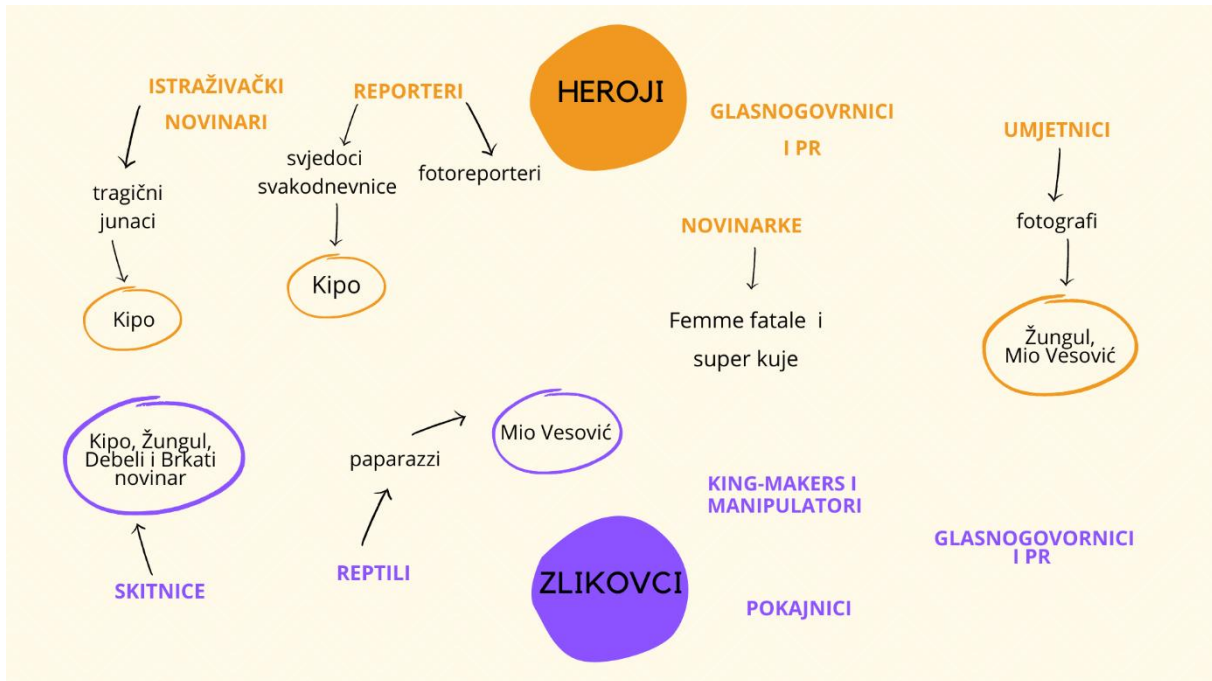 HEROJI
ISTRAŽIVAČKI
NOVINARI
tragični
junaci
Kipo
REPORTERI
svjedoci
svakodnevnice
Kipo
fotoreporteri
GLASNOGOVRNICI
I PR
NOVINARKE
Femme fatale i
super kuje
UMJETNICI
fotografi
Žungul,
Mio Vesović
Kipo, Žungul,
Debeli i Brkati
novinar
SKITNICE
Mio Vesović
paparazzi
REPTILI
ZLIKOVCI
KING-MAKERS I
MANIPULATORI
GLASNOGOVORNICI
I PR
POKAJNICI